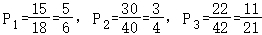 P₁=15/18=5/6, P₂=30/40=3/4, P₃=22/42=11/21